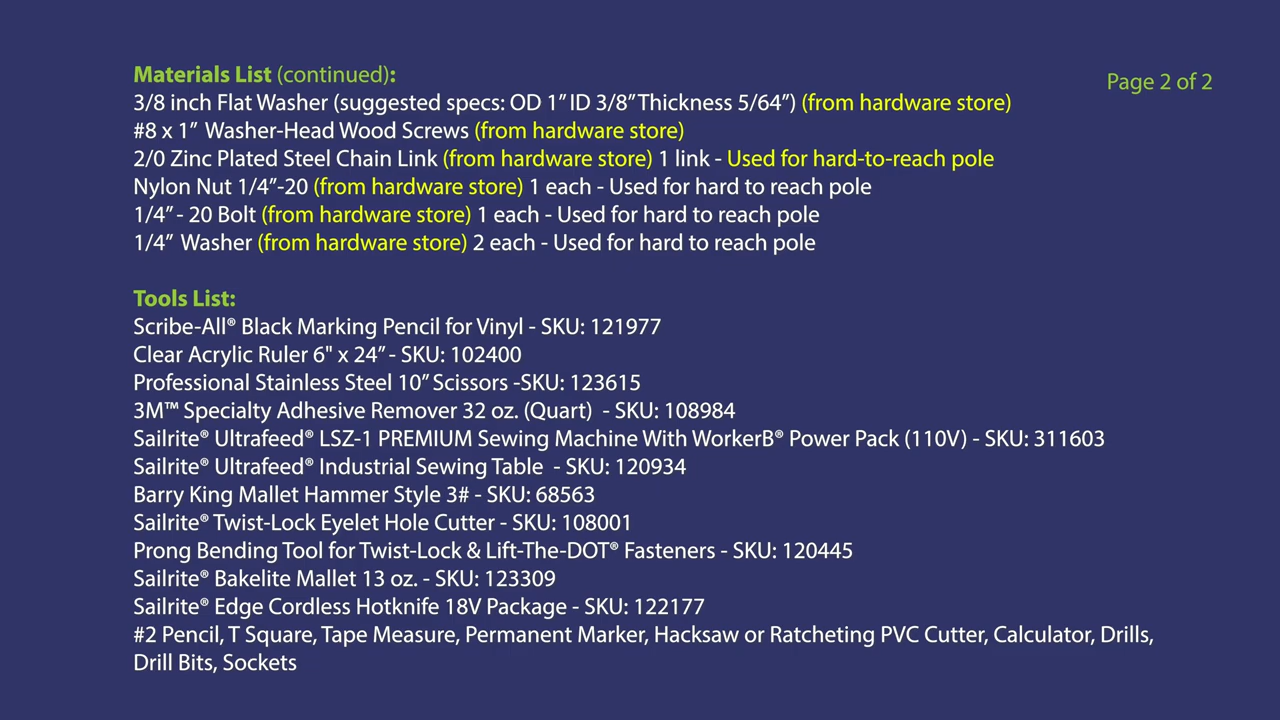 Materials List (continued):
Page 2 of 2
3/8 inch Flat Washer (suggested specs: OD 1” ID 3/8” Thickness 5/64”) (from hardware store)
#8 x 1” Washer-Head Wood Screws (from hardware store)
2/0 Zinc Plated Steel Chain Link (from hardware store) 1 link - Used for hard-to-reach pole
Nylon Nut 1/4”-20 (from hardware store) 1 each - Used for hard to reach pole
1/4” - 20 Bolt (from hardware store) 1 each - Used for hard to reach pole
1/4” Washer (from hardware store) 2 each - Used for hard to reach pole
Tools List:
Scribe-All® Black Marking Pencil for Vinyl - SKU: 121977
Clear Acrylic Ruler 6" x 24” - SKU: 102400
Professional Stainless Steel 10” Scissors -SKU: 123615
3M™ Specialty Adhesive Remover 32 oz. (Quart) - SKU: 108984
Sailrite® Ultrafeed® LSZ-1 PREMIUM Sewing Machine With WorkerB® Power Pack (110V) - SKU: 311603
Sailrite® Ultrafeed® Industrial Sewing Table - SKU: 120934
Barry King Mallet Hammer Style 3# - SKU: 68563
Sailrite® Twist-Lock Eyelet Hole Cutter - SKU: 108001
Prong Bending Tool for Twist-Lock & Lift-The-DOT® Fasteners - SKU: 120445
Sailrite® Bakelite Mallet 13 oz. - SKU: 123309
Sailrite® Edge Cordless Hotknife 18V Package - SKU: 122177
#2 Pencil, T Square, Tape Measure, Permanent Marker, Hacksaw or Ratcheting PVC Cutter, Calculator, Drills,
Drill Bits, Sockets